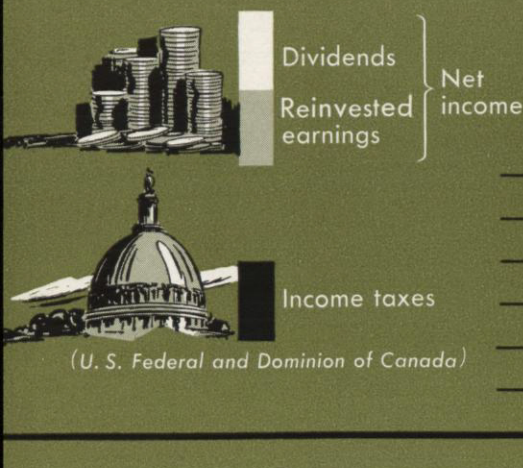 Dividends
Reinvested
earnings
Net
income
Income taxes
(U. S. Federal and Dominion of Canada)